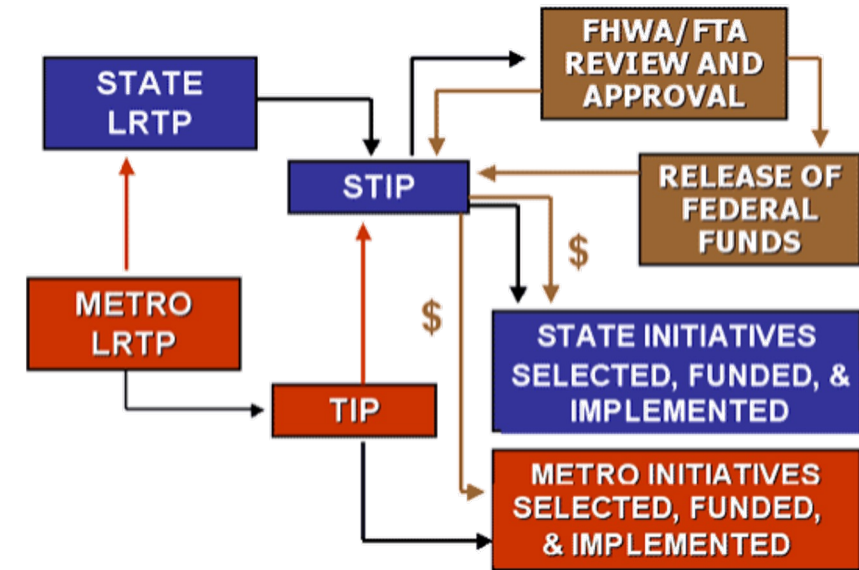 FHWA/FTA
REVIEW AND
APPROVAL
STATE
LRTP
STIP
RELEASE OF
FEDERAL
FUNDS
$
METRO
LRTP
$
STATE INITIATIVES
SELECTED, FUNDED, &
IMPLEMENTED
TIP
METRO INITIATIVES
SELECTED, FUNDED,
& IMPLEMENTED